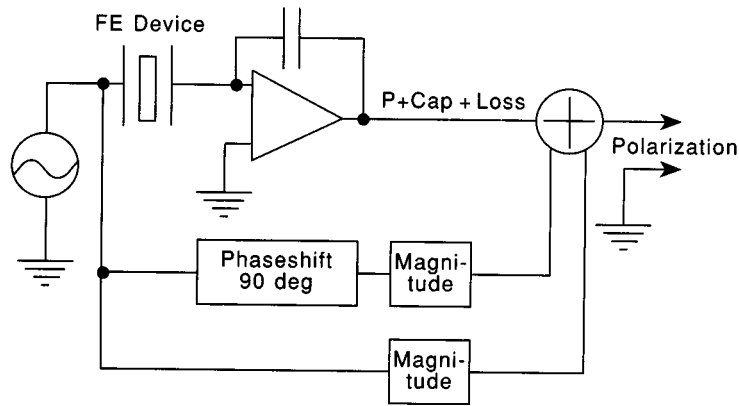 FE Device
P+Cap + Loss
Polarization
Phaseshift
90 deg
Magni-
tude
Magni-
tude